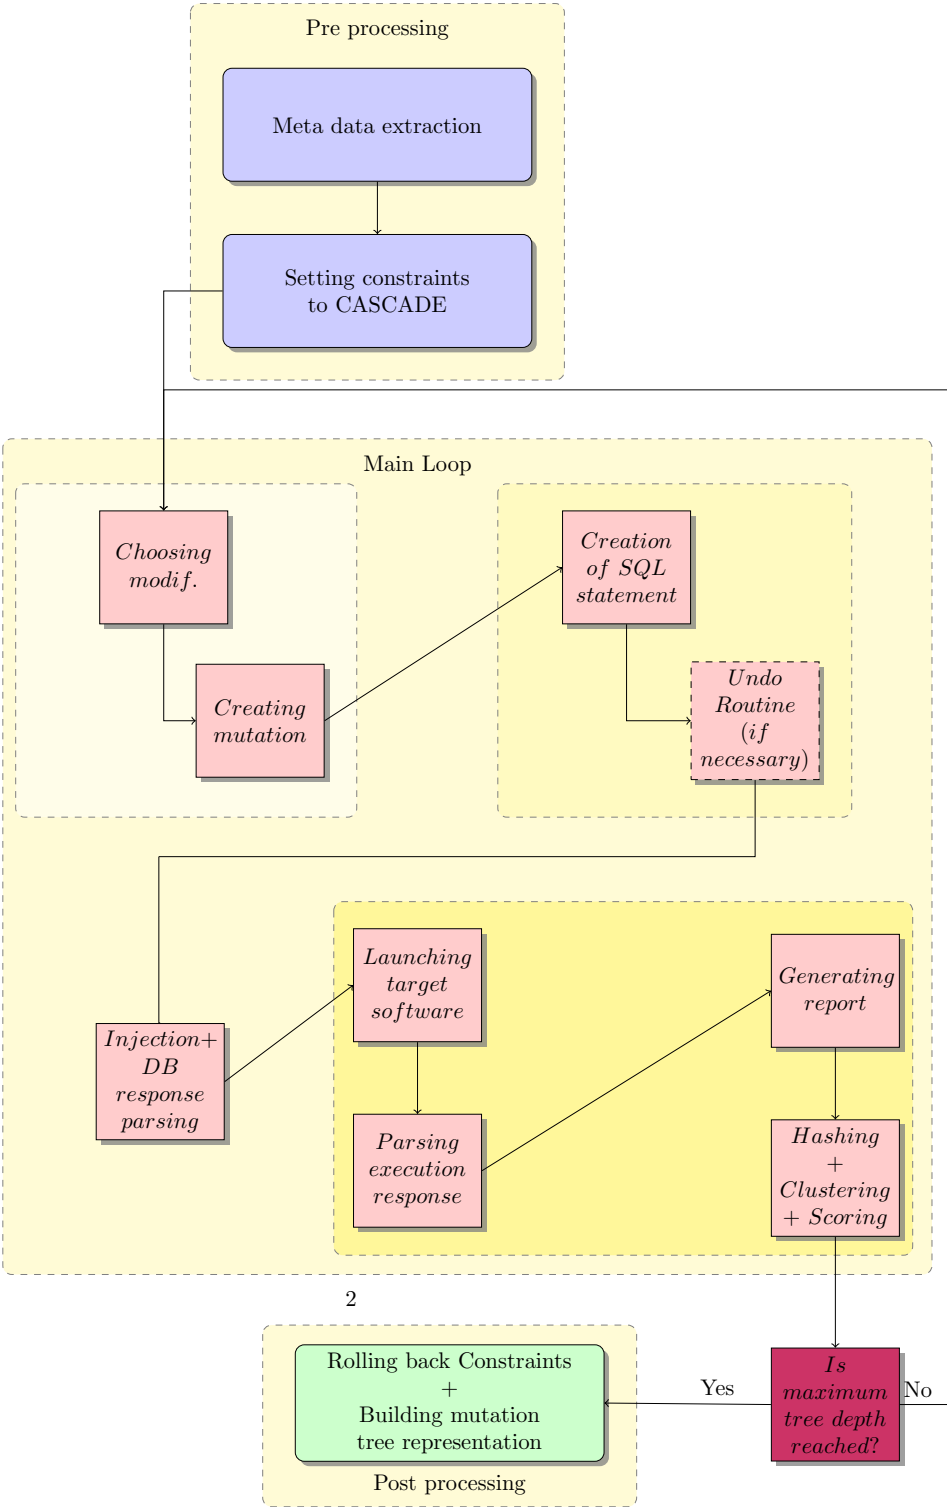 Pre processing
Meta data extraction
Setting constraints
to CASCADE
Main Loop
Choosing
modif.
Creating
mutation
Creation
of SQL
statement
Undo
Routine
(if
necessary)
Injection+
DB
response
parsing
Launching
target
software
Parsing
execution
response
Generating
report
Hashing
+
Clustering
+ Scoring
2
Is
maximum
tree depth
reached?
Yes
No
Rolling back Constraints
+
Building mutation
tree representation
Post processing